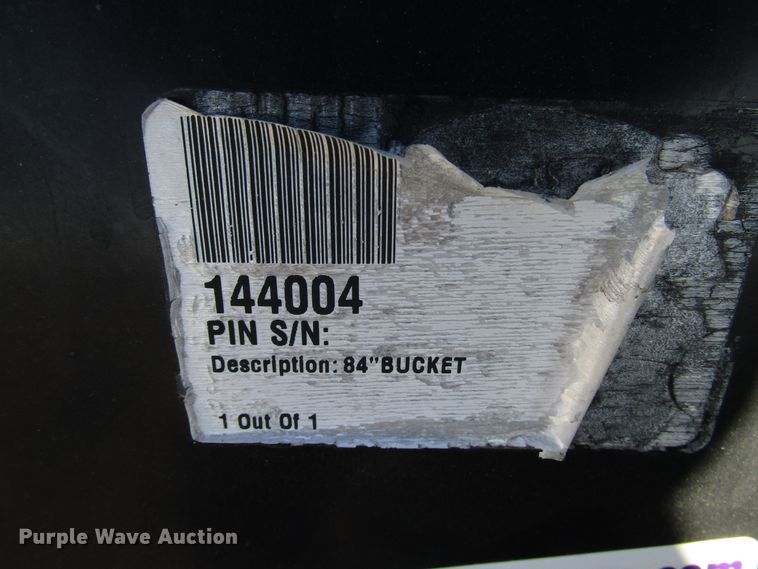 144004
PIN S/N:
Description: 84"BUCKET
1 Out Of 1
Purple Wave Auction